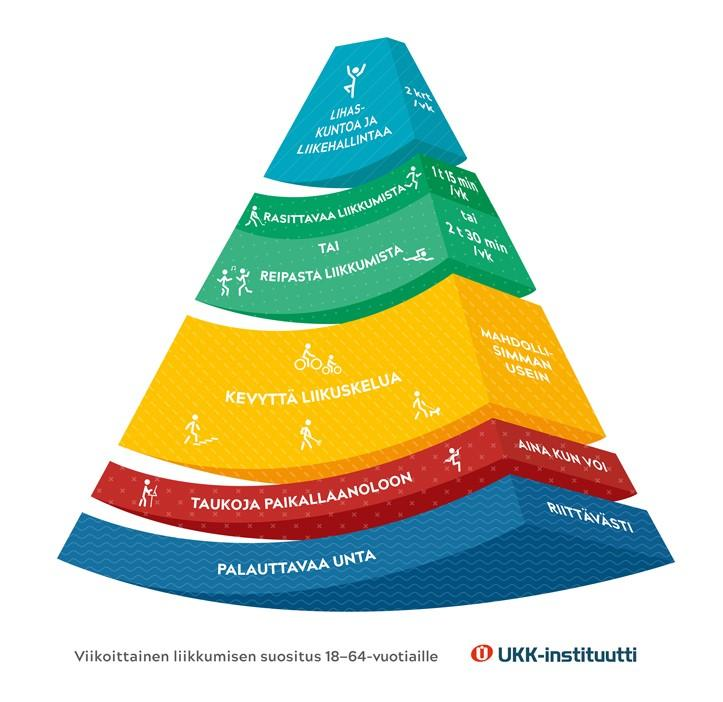 LIHAS-
KUNTOA JA
LIIKEHALLINTAA
2 krt
/vk
RASITTAVAA LIIKKUMISTA
1 t 15 min
/vk
TAI
REIPASTA LIIKKUMISTA
tai
2 t 30 min
/vk
KEVYTTÄ LIIKUSKELUA
MAHDOLLI-
SIMMAN
USEIN
TAUKOJA PAIKALLAANOLOON
AINA KUN VOI
PALAUTTAVAA UNTA
RIITTÄVÄSTI
Viikoittainen liikkumisen suositus 18–64-vuotiaille
UKK-instituutti